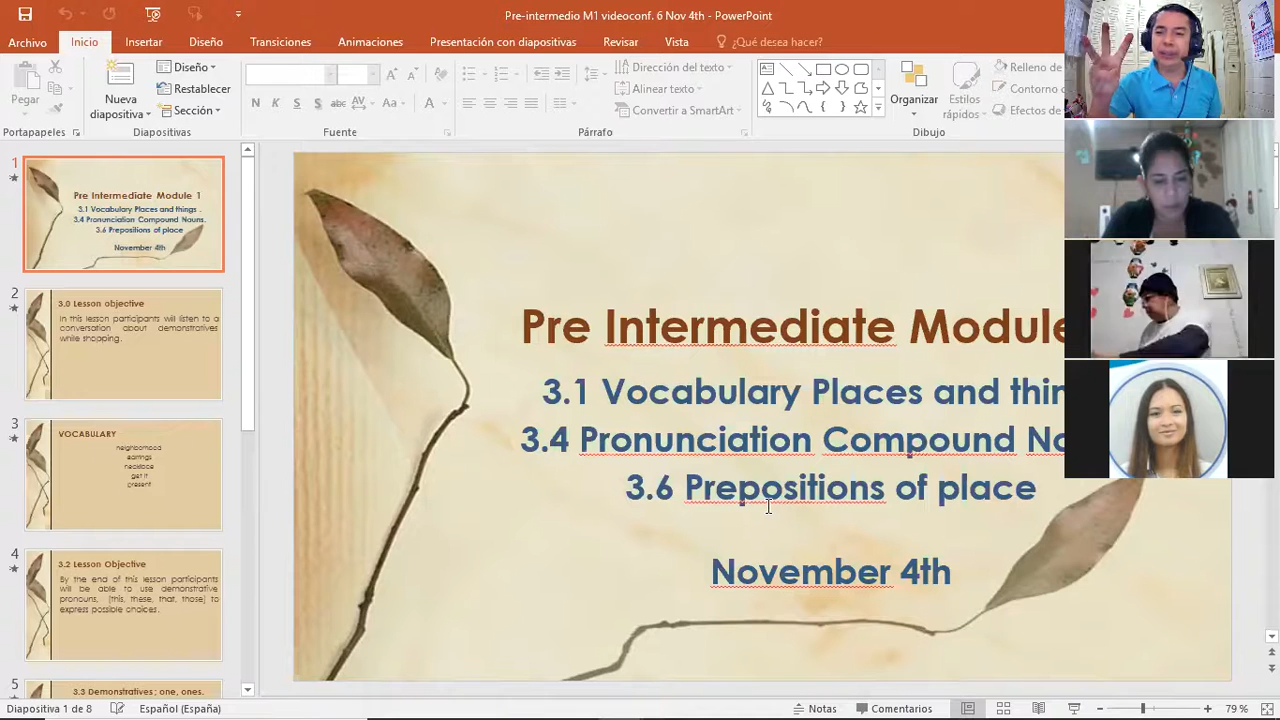 Pre-intermedio M1 videoconf. 6 Nov 4th - PowerPoint
Archivo Inicio Insertar Diseño Transiciones Animaciones Presentación con diapositivas Revisar Vista ¿Qué desea hacer?
Pegar
Nueva diapositiva
Diseño
Restablecer
Sección
N K S S abc AV Aa A
Dirección del texto
Alinear texto
Convertir a SmartArt
Organizar
Estilos rápidos
Relleno de
Contorno
Efectos de
Portapapeles Diapositivas Fuente Párrafo Dibujo
1
Pre Intermediate Module 1
3.1 Vocabulary Places and things .
3.4 Pronunciation Compound Nouns.
3.6 Prepositions of place
November 4th
2
3.0 Lesson objective
In this lesson participants will listen to a
conversation about demonstratives
while shopping.
3
VOCABULARY
neighborhood
earrings
necklace
get it
present
4
3.2 Lesson Objective
By the end of this lesson participants
will be able to use demonstrative
pronouns, (this, these, that, those) to
express possible choices.
5
3.3 Demonstratives; one, ones.
Pre Intermediate Module
3.1 Vocabulary Places and thin
3.4 Pronunciation Compound No
3.6 Prepositions of place
November 4th
Diapositiva 1 de 8 Español (España) Notas Comentarios 79 %